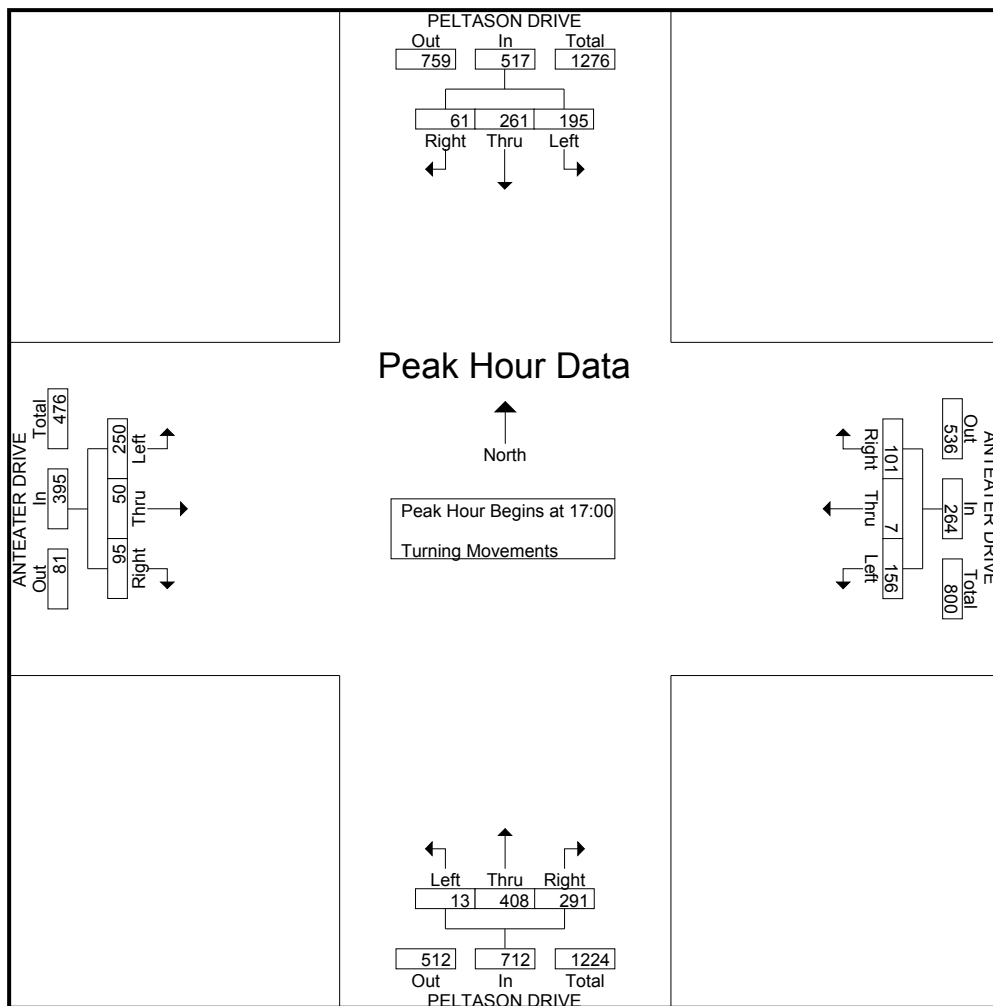 PELTASON DRIVE
Out In Total
759 517 1276
61 261 195
Right Thru Left
Peak Hour Data
North
Peak Hour Begins at 17:00
Turning Movements
ANTEATER DRIVE
Out In Total
81 395 476
95 50 250
Right Thru Left
ANTEATER DRIVE
Out In Total
536 264 800
101 7 156
Right Thru Left
Left Thru Right
13 408 291
512 712 1224
Out In Total
PELTASON DRIVE